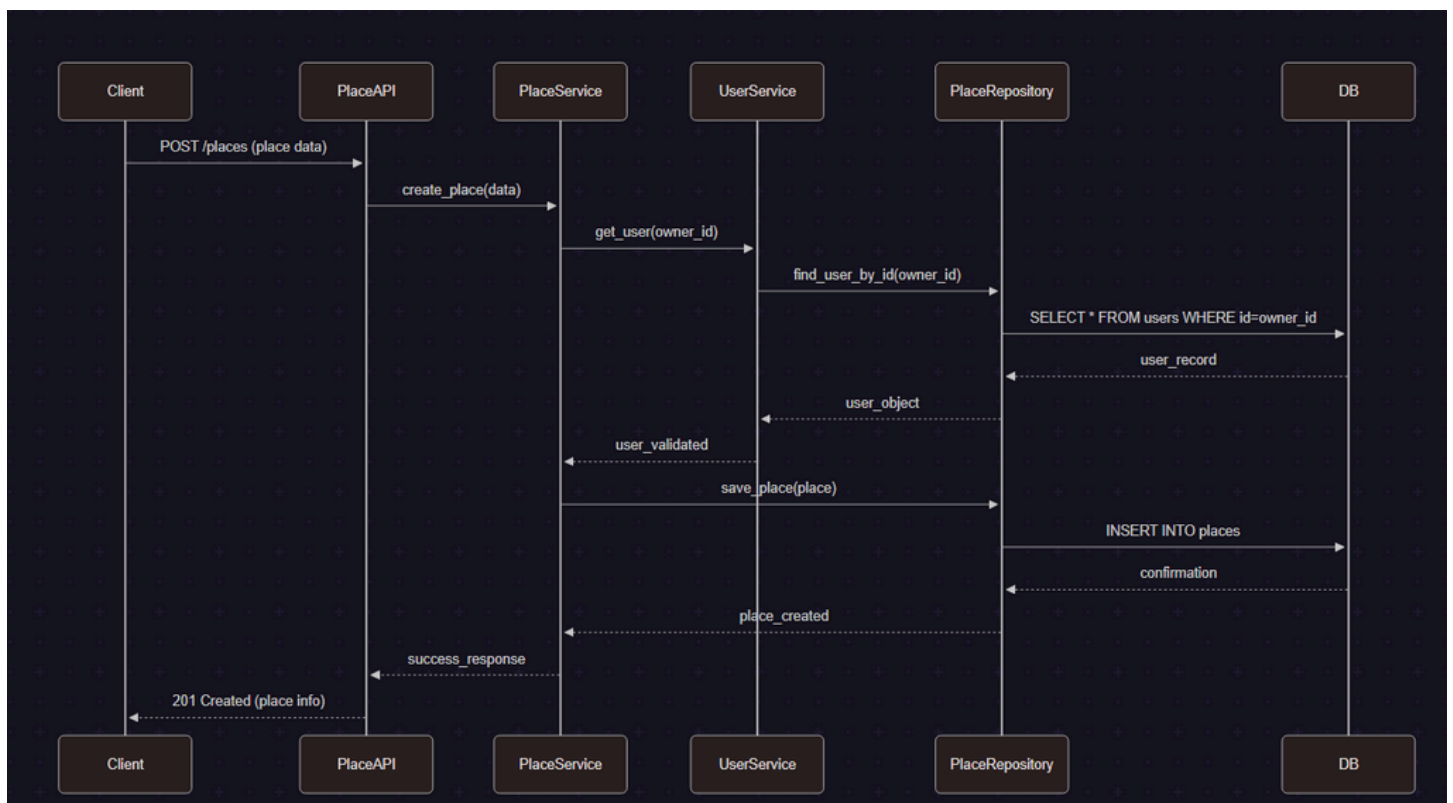 Client
PlaceAPI
PlaceService
UserService
PlaceRepository
DB
POST /places (place data)
create_place(data)
get_user(owner_id)
find_user_by_id(owner_id)
SELECT * FROM users WHERE id=owner_id
user_record
user_object
user_validated
save_place(place)
INSERT INTO places
confirmation
place_created
success_response
201 Created (place info)
Client
PlaceAPI
PlaceService
UserService
PlaceRepository
DB